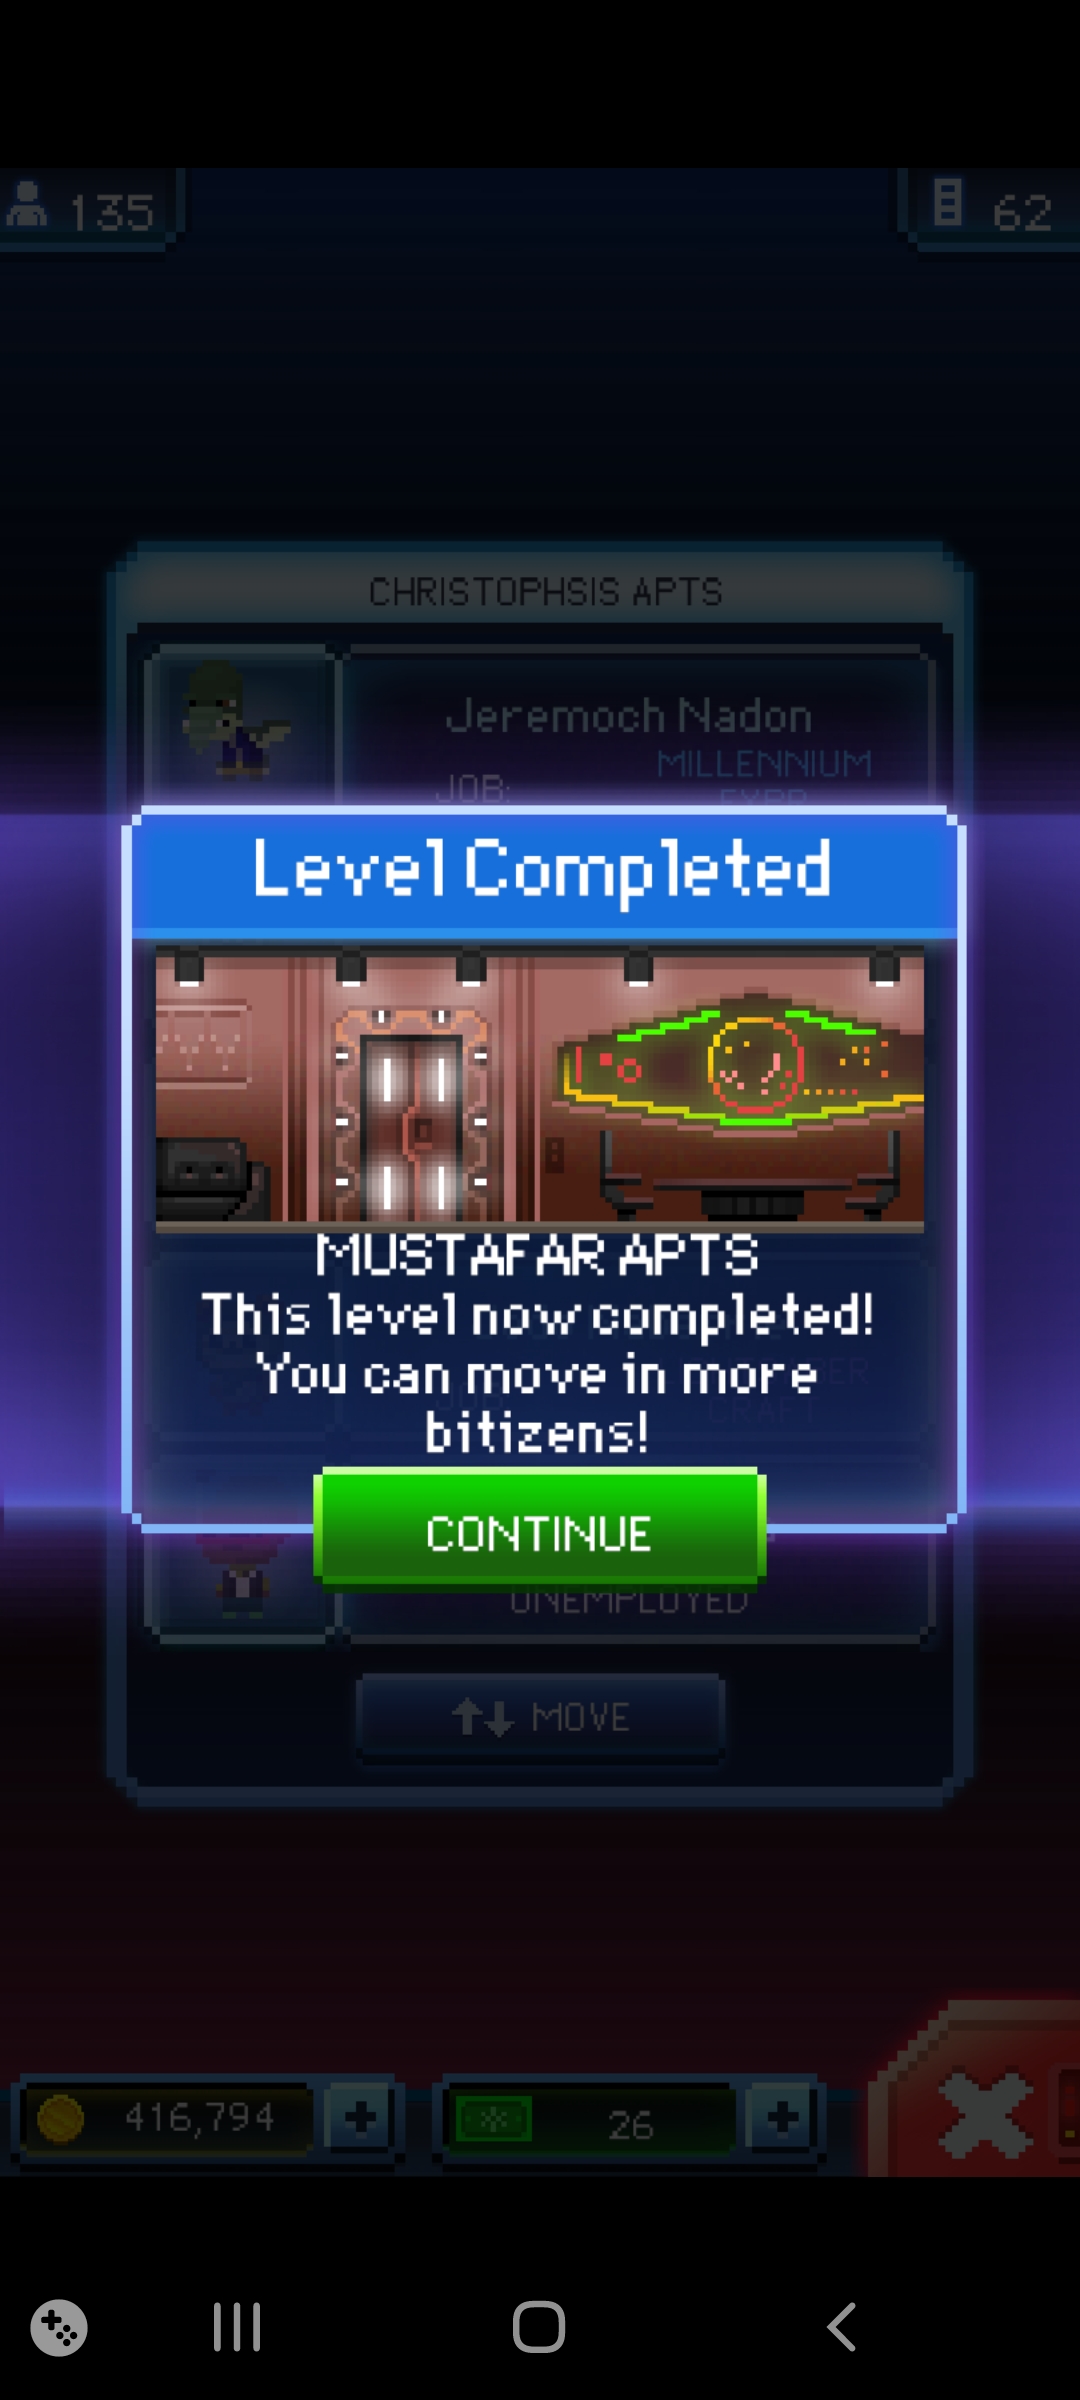 135
62
CHRISTOPHSIS APTS
Jeremoch Nadon
MILLENNIUM
JOB:
Level Completed
MUSTAFAR APTS
This level now completed!
You can move in more
bitizens!
CONTINUE
UNEMPLOYED
MOVE
416,794
26